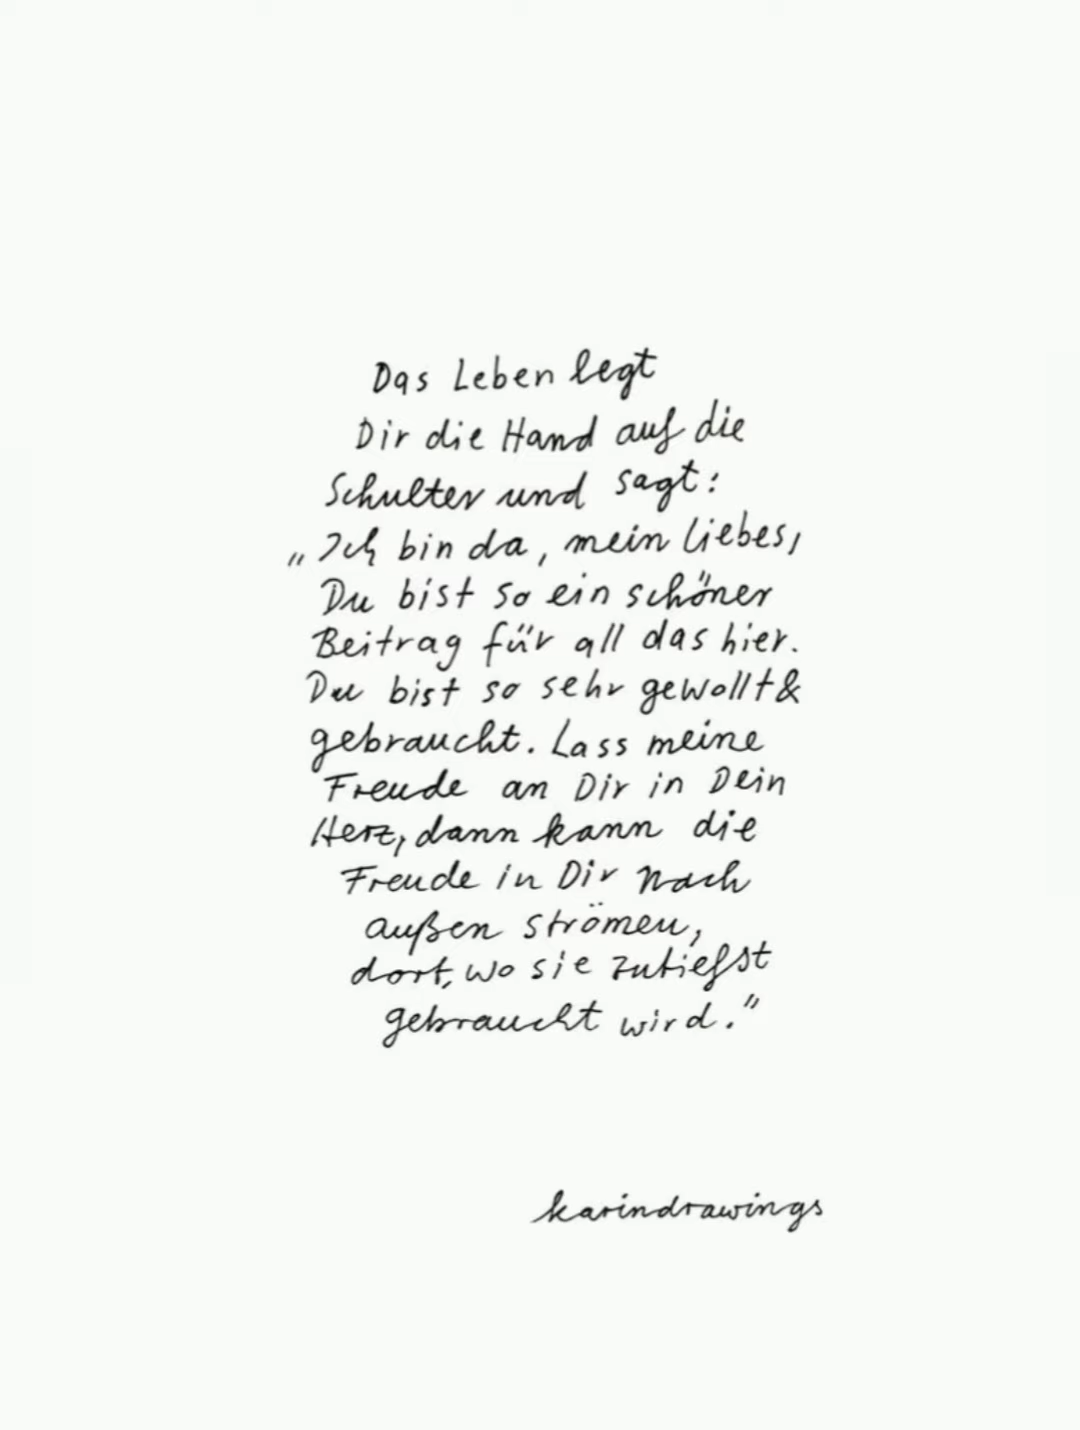 Das Leben legt
Dir die Hand auf die
Schulter und sagt:
„Ich bin da, mein Liebes,
Du bist so ein schöner
Beitrag für all das hier.
Du bist so sehr gewollt &
gebraucht. Lass meine
Freude an Dir in Dein
Herz, dann kann die
Freude in Dir nach
außen strömen,
dort, wo sie zutiefst
gebraucht wird."
karindrawings